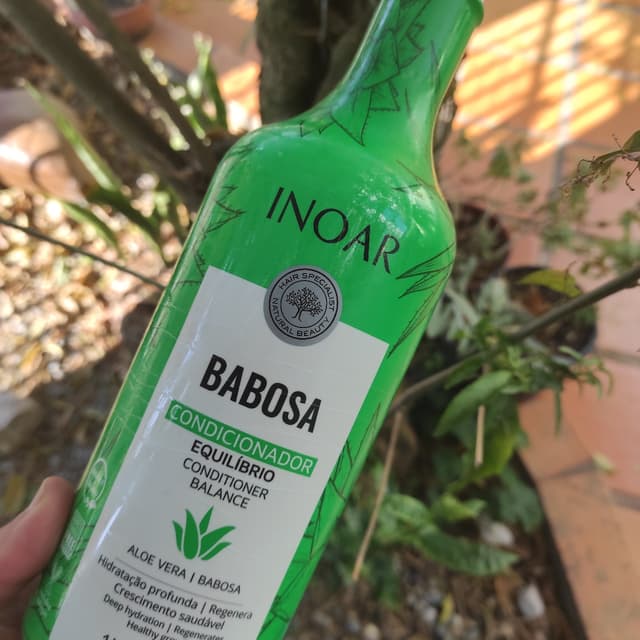 INOAR
HAIR SPECIALIST
NATURAL BEAUTY
BABOSA
CONDICIONADOR
EQUILÍBRIO
CONDITIONER
BALANCE
ALOE VERA | BABOSA
Hidratação profunda | Regenera
Crescimento saudável
Deep hydration | Regenerates
Healthy